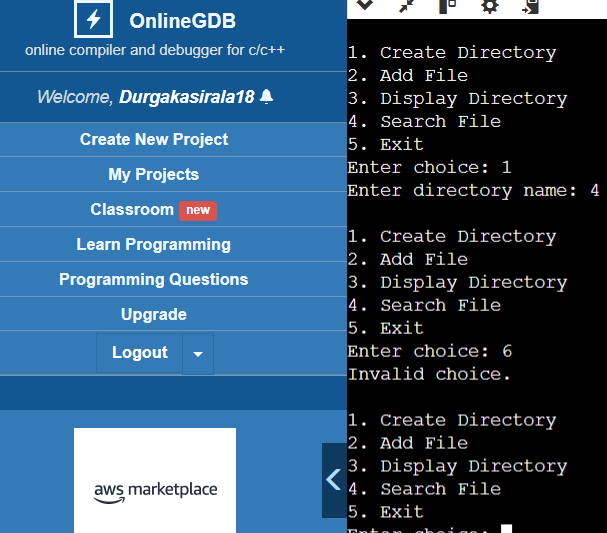 OnlineGDB
online compiler and debugger for c/c++
Welcome, Durgakasirala18
Create New Project
My Projects
Classroom new
Learn Programming
Programming Questions
Upgrade
Logout
aws marketplace
1. Create Directory
2. Add File
3. Display Directory
4. Search File
5. Exit
Enter choice: 1
Enter directory name: 4
1. Create Directory
2. Add File
3. Display Directory
4. Search File
5. Exit
Enter choice: 6
Invalid choice.
1. Create Directory
2. Add File
3. Display Directory
4. Search File
5. Exit
Enter choice: